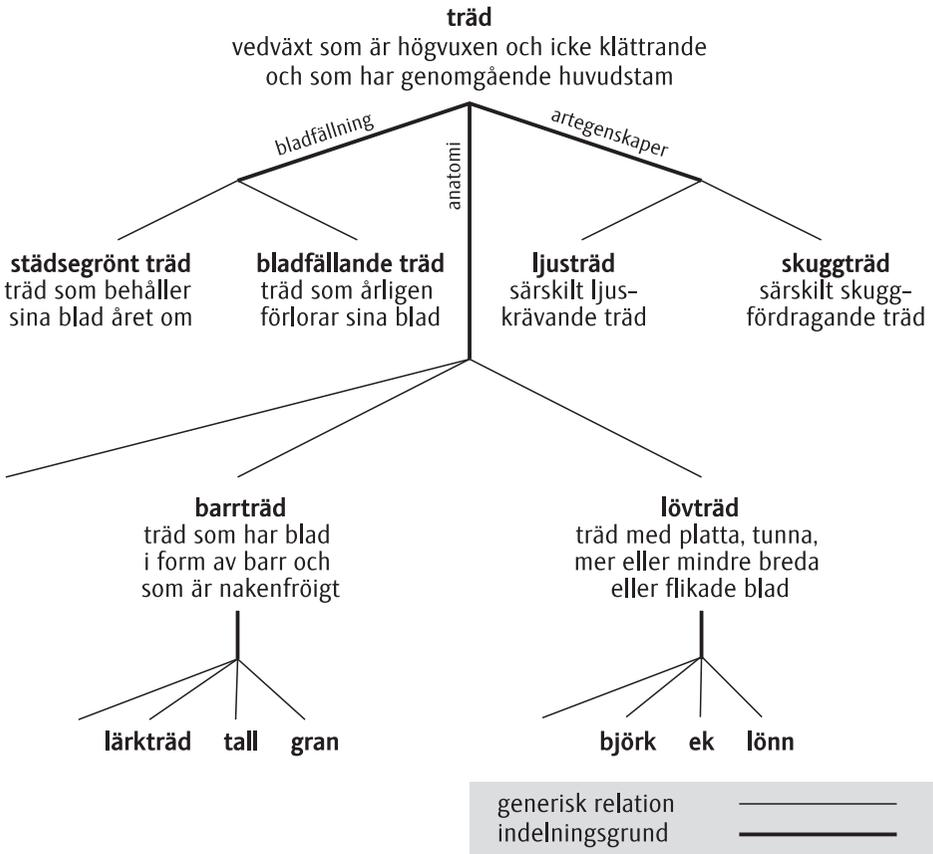 träd
vedväxt som är högvuxen och icke klättrande
och som har genomgående huvudstam
bladfällning
anatomi
artegenskaper
städsegrönt träd
träd som behåller
sina blad året om
bladfällande träd
träd som årligen
förlorar sina blad
ljusträd
särskilt ljus-
krävande träd
skuggträd
särskilt skugg-
fördragande träd
barrträd
träd som har blad
i form av barr och
som är nakenfröigt
lövträd
träd med platta, tunna,
mer eller mindre breda
eller flikade blad
lärkträd
tall
gran
björk
ek
lönn
generisk relation
indelningsgrund